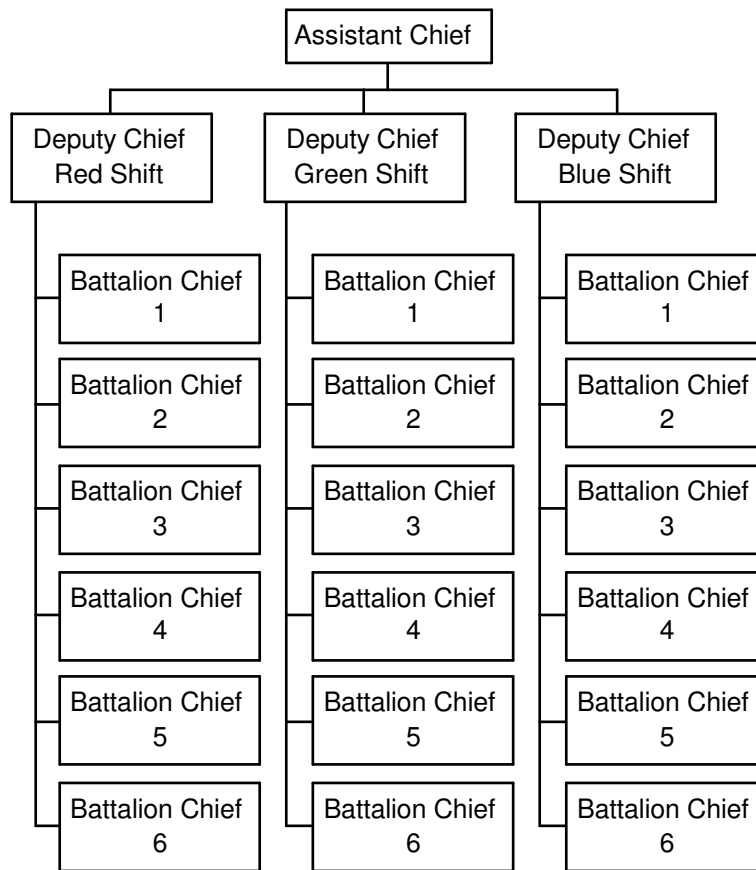 Assistant Chief
Deputy Chief
Red Shift
Deputy Chief
Green Shift
Deputy Chief
Blue Shift
Battalion Chief
1
Battalion Chief
2
Battalion Chief
3
Battalion Chief
4
Battalion Chief
5
Battalion Chief
6
Battalion Chief
1
Battalion Chief
2
Battalion Chief
3
Battalion Chief
4
Battalion Chief
5
Battalion Chief
6
Battalion Chief
1
Battalion Chief
2
Battalion Chief
3
Battalion Chief
4
Battalion Chief
5
Battalion Chief
6